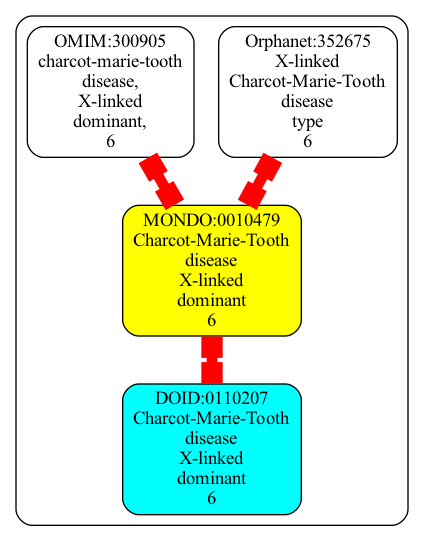 OMIM:300905
charcot-marie-tooth
disease,
X-linked
dominant,
6
Orphanet:352675
X-linked
Charcot-Marie-Tooth
disease
type
6
MONDO:0010479
Charcot-Marie-Tooth
disease
X-linked
dominant
6
DOID:0110207
Charcot-Marie-Tooth
disease
X-linked
dominant
6